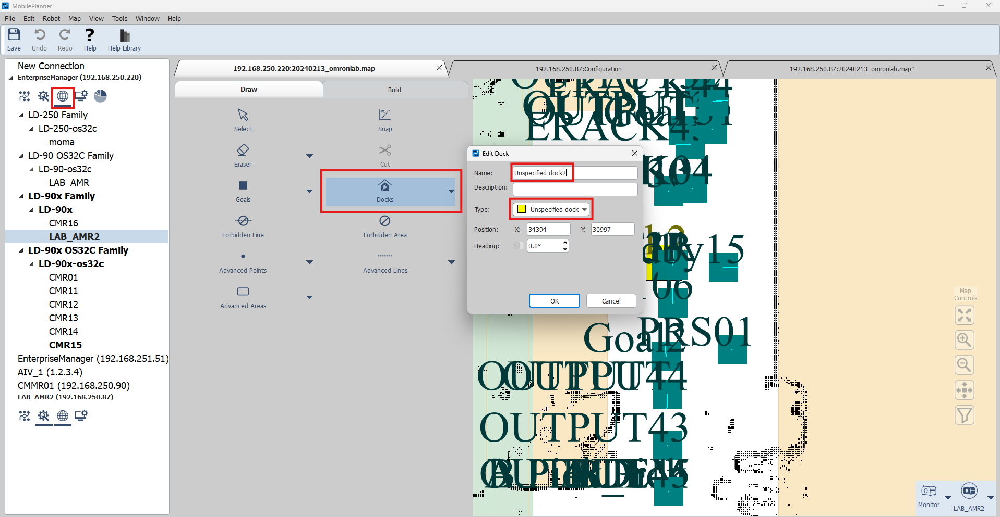 MobilePlanner
File Edit Robot Map View Tools Window Help
Save Undo Redo Help Help Library
New Connection
EnterpriseManager (192.168.250.220)
LD-250 Family
LD-250-os32c
moma
LD-90 OS32C Family
LD-90-os32c
LAB_AMR
LD-90x Family
LD-90x
CMR16
LAB_AMR2
LD-90x OS32C Family
LD-90x-os32c
CMR01
CMR11
CMR12
CMR13
CMR14
CMR15
EnterpriseManager (192.168.251.51)
AIV_1 (1.2.3.4)
CMMR01 (192.168.250.90)
LAB_AMR2 (192.168.250.87)
192.168.250.220:20240213_omronlab.map
192.168.250.87:Configuration
192.168.250.87:20240213_omronlab.map*
Draw Build
Select Snap
Eraser Cut
Goals Docks
Forbidden Line Forbidden Area
Advanced Points Advanced Lines
Advanced Areas
Edit Dock
Name: Unspecified dock2
Description:
Type: Unspecified dock
Position: X: 34394 Y: 30997
Heading: 0.0°
OK Cancel
PRS01
Goal2
OUTPUT44
OUTPUT43
Map
Controls
Monitor
LAB_AMR2